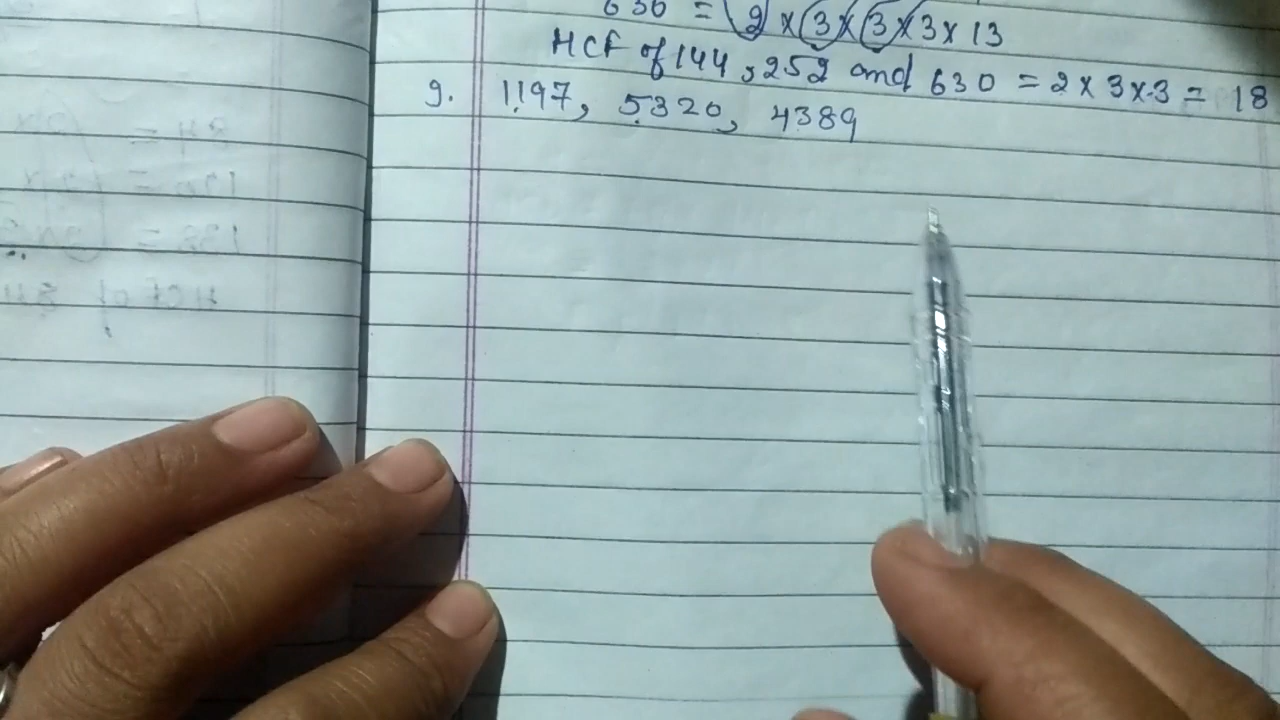 630 = 2 x 3 x 3 x 3 x 13
HCF of 144, 252 and 630 = 2 x 3 x 3 = 18
9. 1197, 5320, 4389